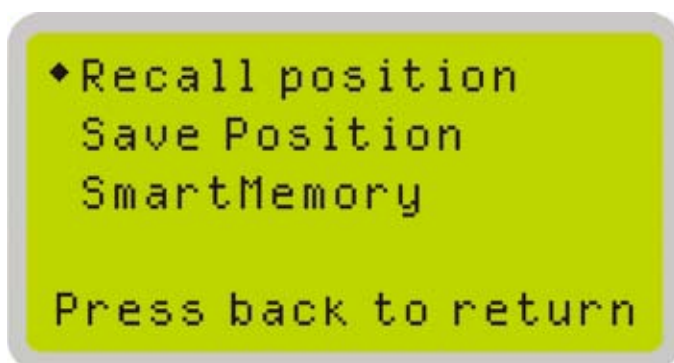 ◆Recall position
Save Position
SmartMemory
Press back to return